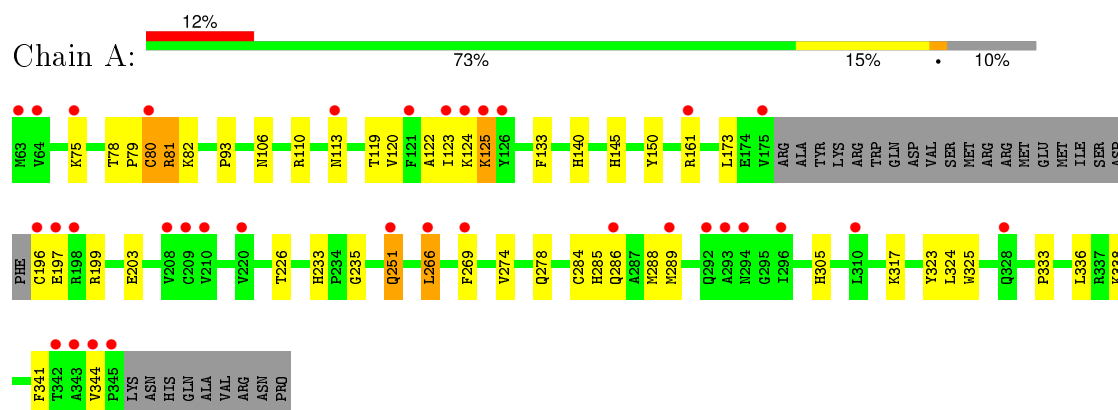 12%
Chain A:
73% 15% • 10%
M63 V64 K75 T78 P79 G80 R81 K82 P93 N106 R110 N113 T119 V120 F121 A122 I123 K124 K125 Y126 F133 H140 H145 Y150 R161 L173 E174 V175 ARG ALA TYR LYS ARG TRP GLN ASP VAL SER MET ARG ARG MET GLU MET ILE SER ASP
PHE C196 E197 R198 R199 E203 V208 C209 V210 V220 T226 H233 P234 G235 Q251 L266 F269 V274 Q278 C284 H285 Q286 A287 M288 M289 Q292 A293 N294 G295 I296 H305 L310 K317 Y323 L324 W325 Q328 P333 L336 R337 K338
F341 T342 A343 V344 P345 LYS ASN HIS GLN ALA VAL ARG ASN PRO